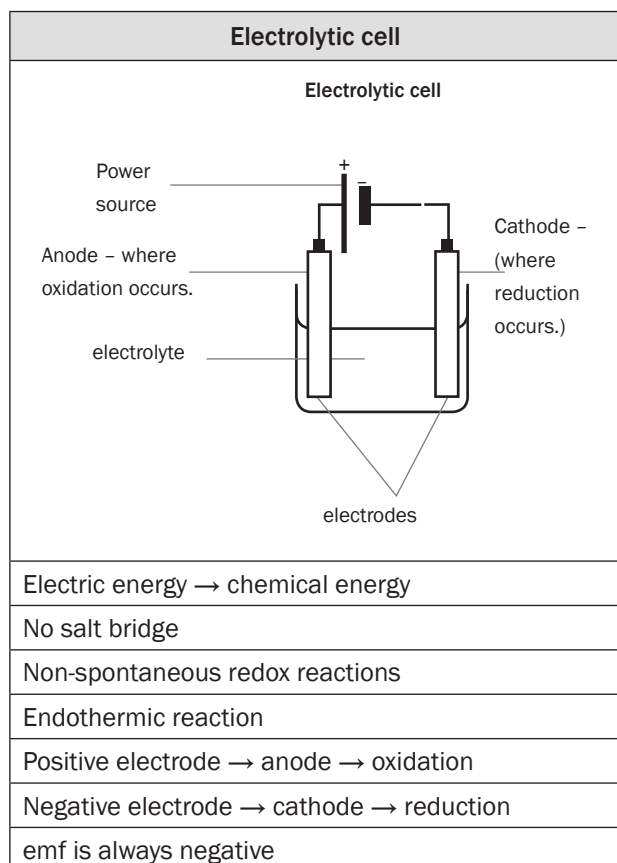 Electrolytic cell
Electrolytic cell
+
–
Power
source
Anode – where
oxidation occurs.
electrolyte
Cathode –
(where
reduction
occurs.)
electrodes
Electric energy → chemical energy
No salt bridge
Non-spontaneous redox reactions
Endothermic reaction
Positive electrode → anode → oxidation
Negative electrode → cathode → reduction
emf is always negative